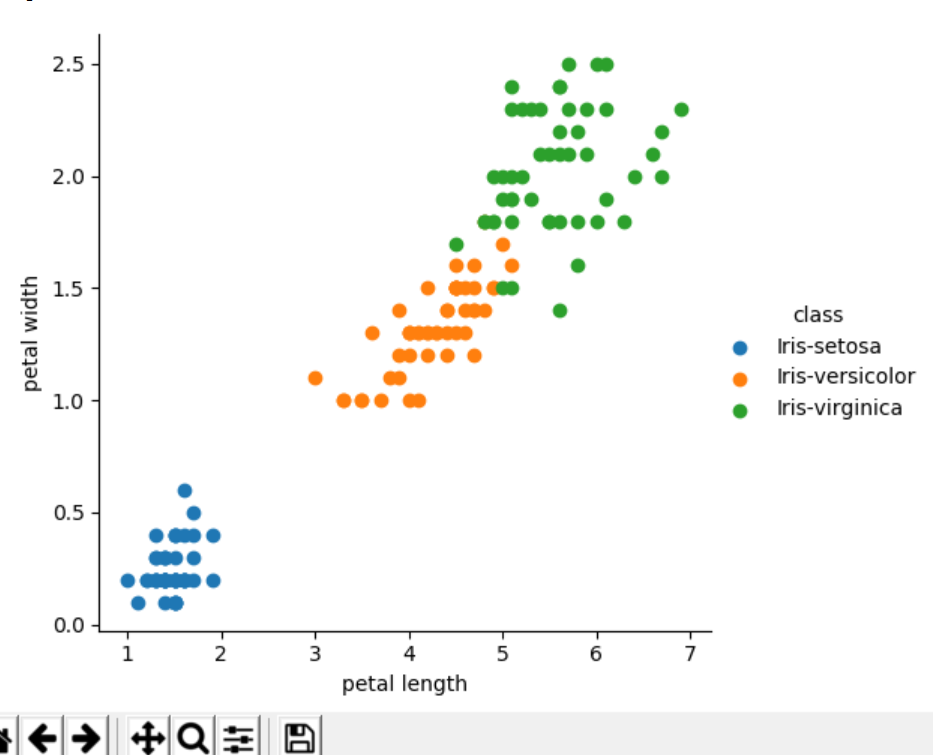 2.5
2.0
1.5
1.0
0.5
0.0
petal width
1 2 3 4 5 6 7
petal length
class
Iris-setosa
Iris-versicolor
Iris-virginica